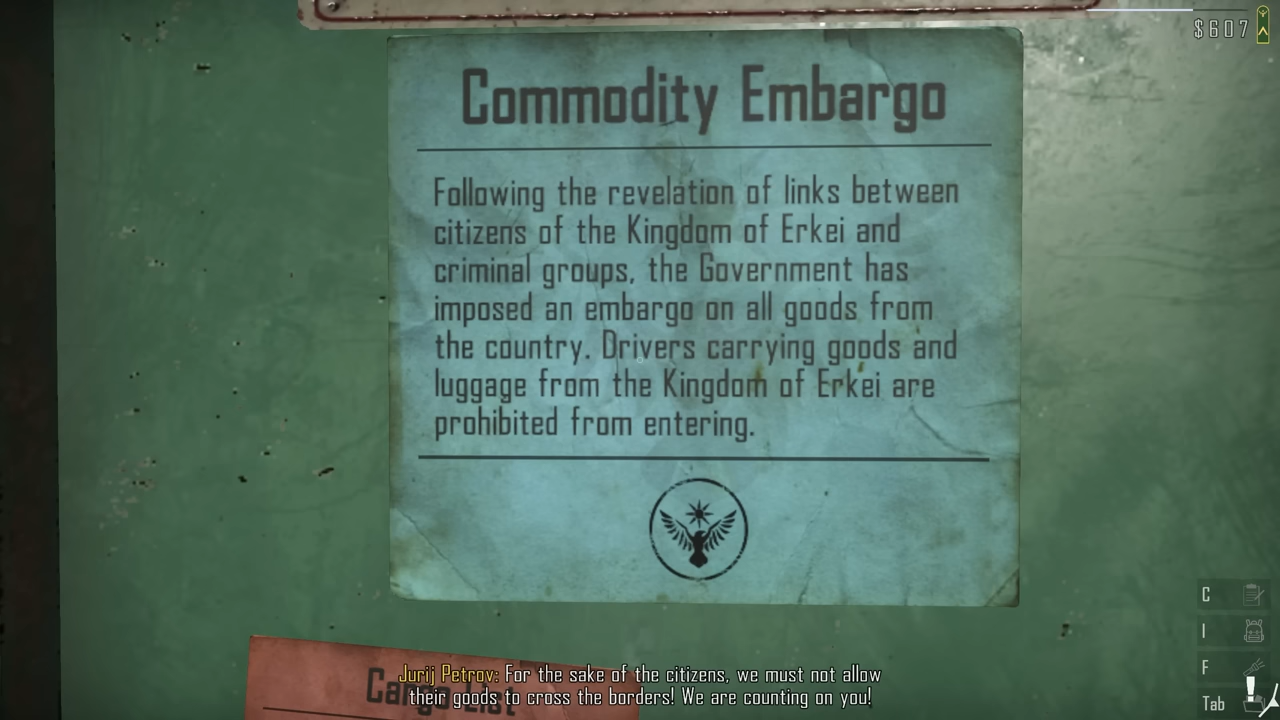 $607
Commodity Embargo
Following the revelation of links between
citizens of the Kingdom of Erkei and
criminal groups, the Government has
imposed an embargo on all goods from
the country. Drivers carrying goods and
luggage from the Kingdom of Erkei are
prohibited from entering.
C
I
F
Tab
Cargo List
Jurij Petrov: For the sake of the citizens, we must not allow
their goods to cross the borders! We are counting on you!